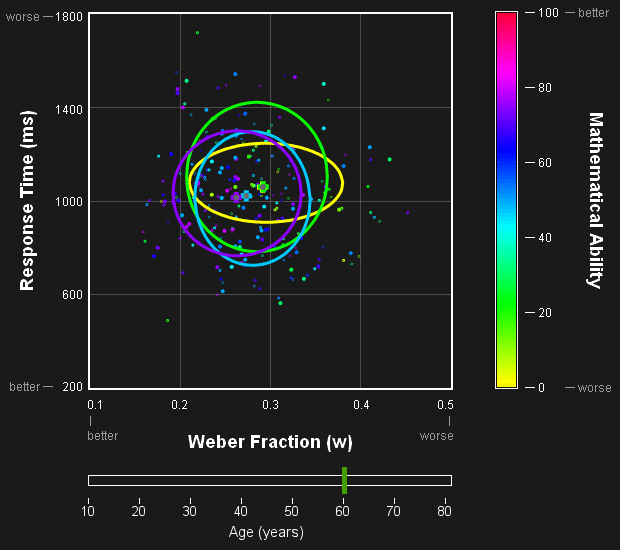 worse
1800
1400
1000
600
200
better
Response Time (ms)
0.1
0.2
0.3
0.4
0.5
better
worse
Weber Fraction (w)
100
80
60
40
20
0
better
worse
Mathematical Ability
10
20
30
40
50
60
70
80
Age (years)